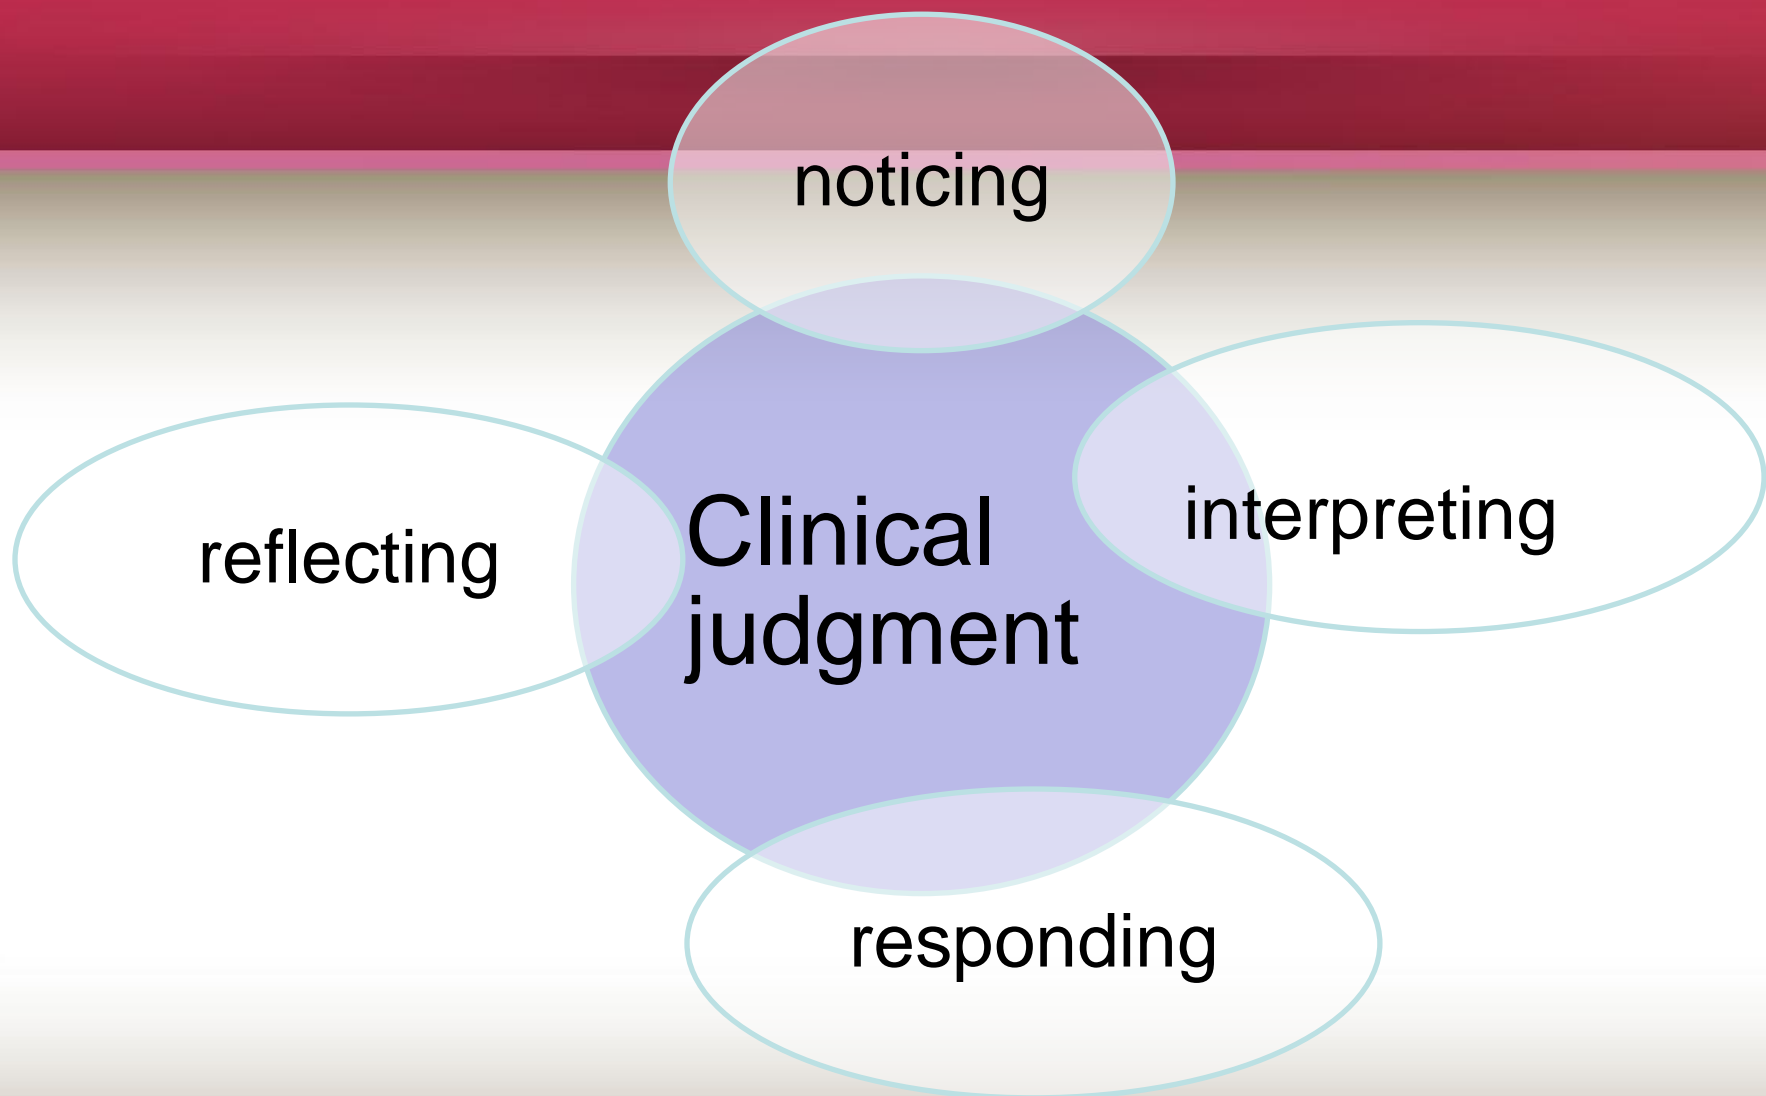 noticing
interpreting
Clinical
judgment
reflecting
responding